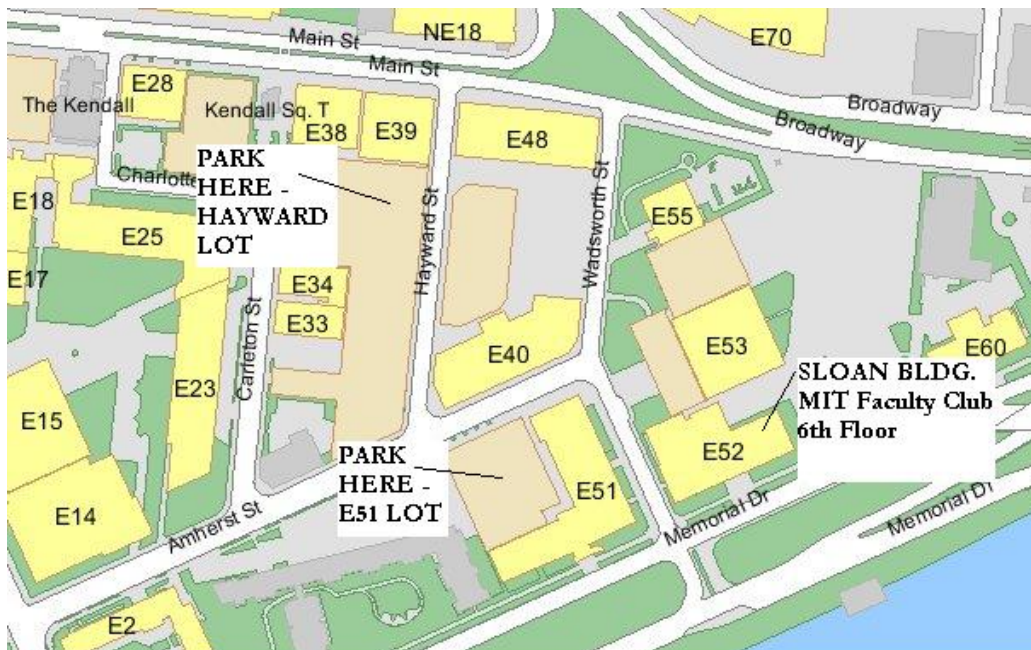 Main St
NE18
E70
Main St
E28
The Kendall
Kendall Sq. T
E38
E39
E48
Broadway
Broadway
PARK
HERE -
HAYWARD
LOT
Charlotte
E18
E25
E17
Hayward St
Wadsworth St
E55
E34
E33
Carleton St
E40
E53
E60
E23
SLOAN BLDG.
MIT Faculty Club
6th Floor
E15
PARK
HERE -
E51 LOT
E52
E51
E14
Amherst St
Memorial Dr
Memorial Dr
E2